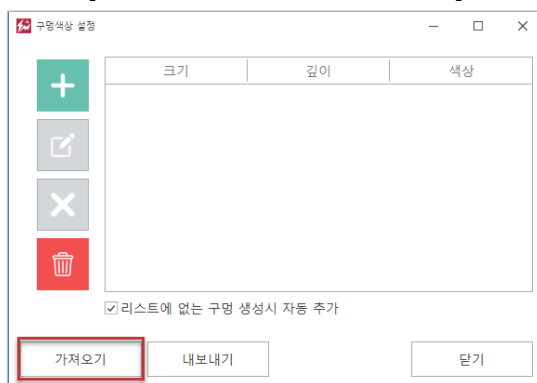 구멍색상 설정
크기 깊이 색상
리스트에 없는 구멍 생성시 자동 추가
가져오기 내보내기 닫기